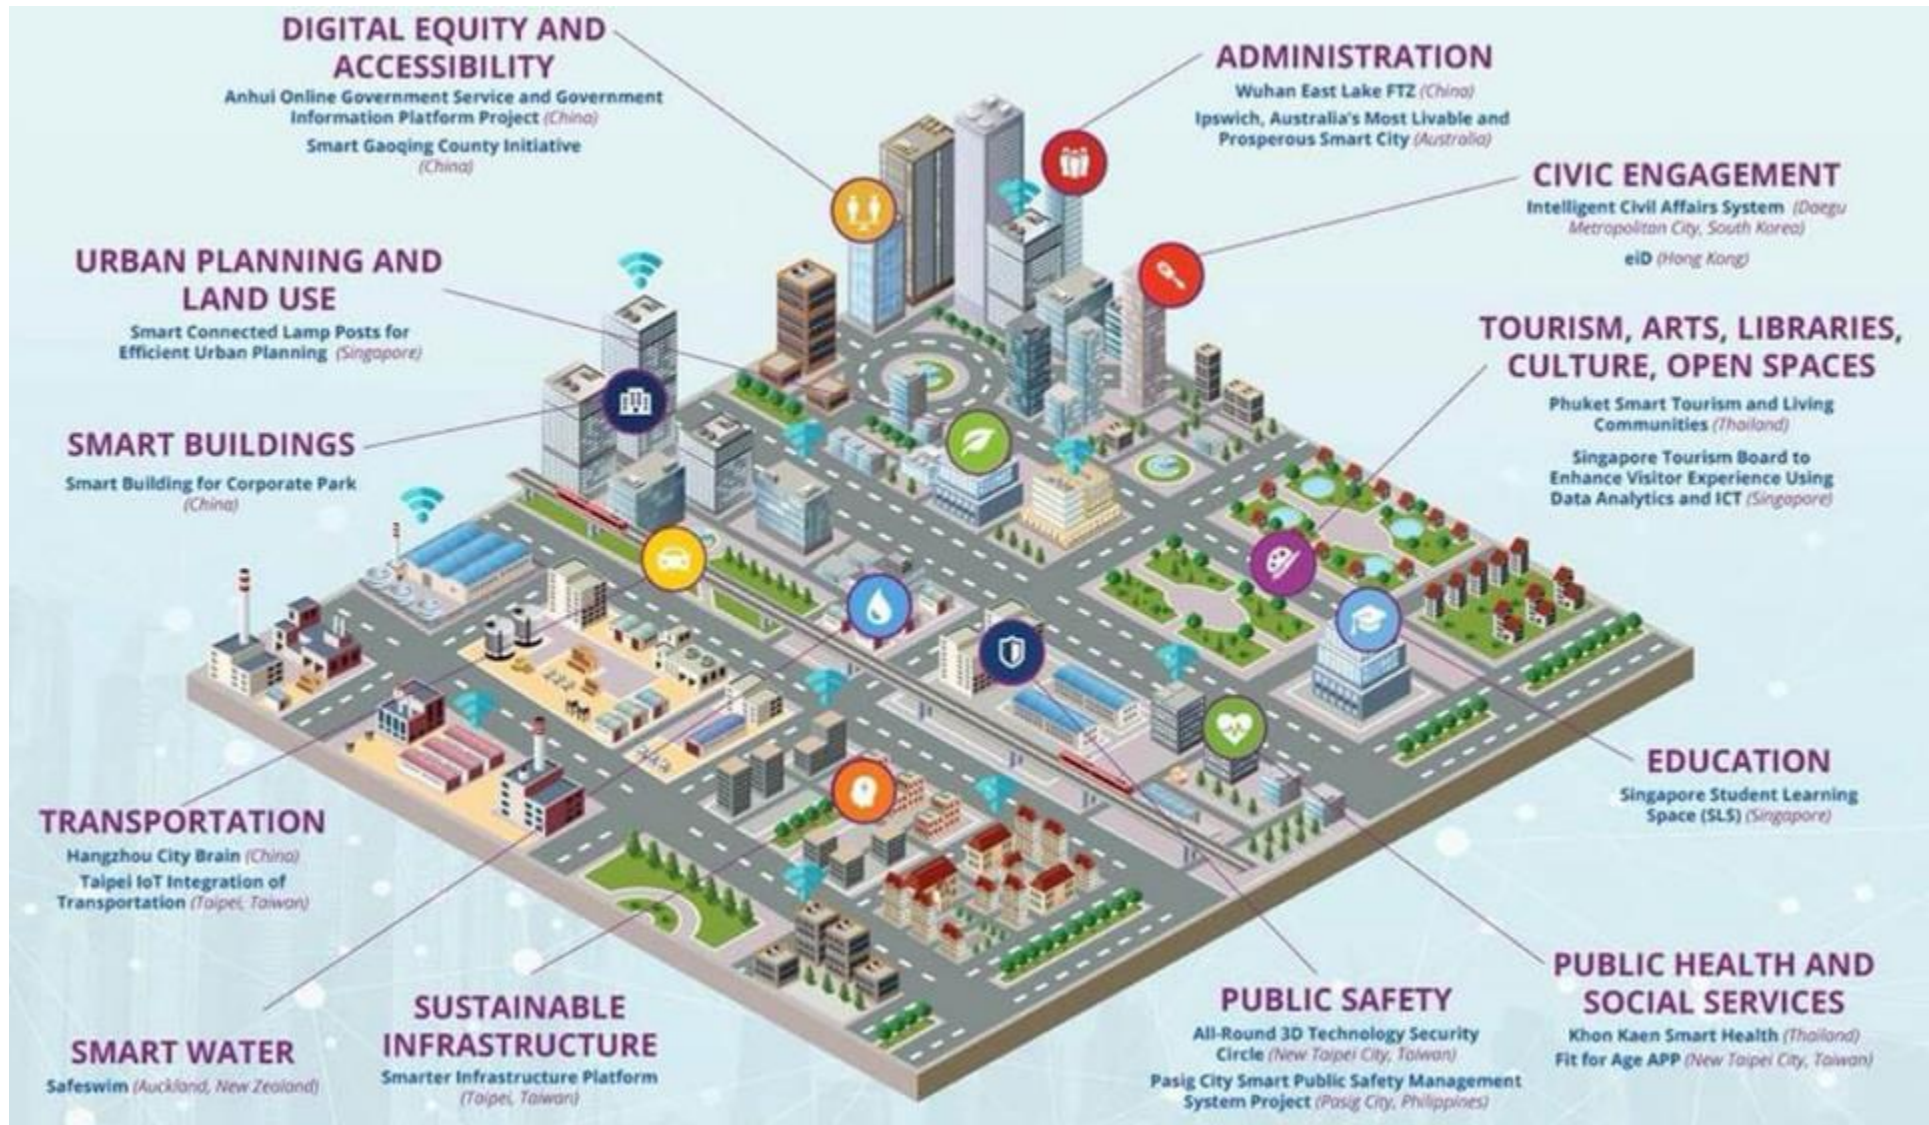 DIGITAL EQUITY AND
ACCESSIBILITY
Anhui Online Government Service and Government
Information Platform Project (China)
Smart Gaoqing County Initiative
(China)
ADMINISTRATION
Wuhan East Lake FTZ (China)
Ipswich, Australia's Most Livable and
Prosperous Smart City (Australia)
CIVIC ENGAGEMENT
Intelligent Civil Affairs System (Daegu
Metropolitan City, South Korea)
eiD (Hong Kong)
URBAN PLANNING AND
LAND USE
Smart Connected Lamp Posts for
Efficient Urban Planning (Singapore)
TOURISM, ARTS, LIBRARIES,
CULTURE, OPEN SPACES
Phuket Smart Tourism and Living
Communities (Thailand)
Singapore Tourism Board to
Enhance Visitor Experience Using
Data Analytics and ICT (Singapore)
SMART BUILDINGS
Smart Building for Corporate Park
(China)
EDUCATION
Singapore Student Learning
Space (SLS) (Singapore)
TRANSPORTATION
Hangzhou City Brain (China)
Taipei IoT Integration of
Transportation (Taipei, Taiwan)
SMART WATER
Safeswim (Auckland, New Zealand)
SUSTAINABLE
INFRASTRUCTURE
Smarter Infrastructure Platform
(Taipei, Taiwan)
PUBLIC SAFETY
All-Round 3D Technology Security
Circle (New Taipei City, Taiwan)
Pasig City Smart Public Safety Management
System Project (Pasig City, Philippines)
PUBLIC HEALTH AND
SOCIAL SERVICES
Khon Kaen Smart Health (Thailand)
Fit for Age APP (New Taipei City, Taiwan)